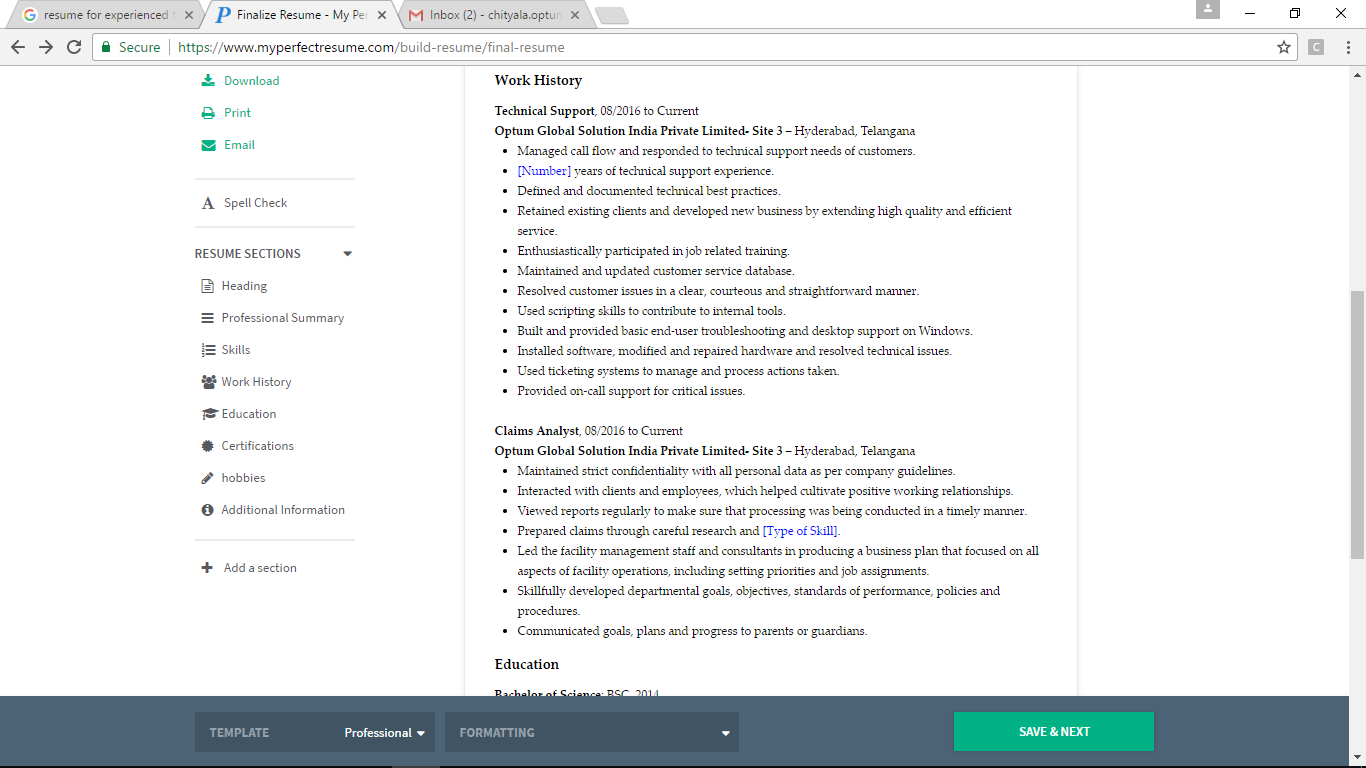 resume for experienced t
Finalize Resume - My Per
Inbox (2) - chityala.optum
Secure
https://www.myperfectresume.com/build-resume/final-resume
C
Download
Print
Email
A Spell Check
RESUME SECTIONS
Heading
Professional Summary
Skills
Work History
Education
Certifications
hobbies
Additional Information
Add a section
Work History
Technical Support, 08/2016 to Current
Optum Global Solution India Private Limited- Site 3 – Hyderabad, Telangana
• Managed call flow and responded to technical support needs of customers.
• [Number] years of technical support experience.
• Defined and documented technical best practices.
• Retained existing clients and developed new business by extending high quality and efficient
service.
• Enthusiastically participated in job related training.
• Maintained and updated customer service database.
• Resolved customer issues in a clear, courteous and straightforward manner.
• Used scripting skills to contribute to internal tools.
• Built and provided basic end-user troubleshooting and desktop support on Windows.
• Installed software, modified and repaired hardware and resolved technical issues.
• Used ticketing systems to manage and process actions taken.
• Provided on-call support for critical issues.
Claims Analyst, 08/2016 to Current
Optum Global Solution India Private Limited- Site 3 – Hyderabad, Telangana
• Maintained strict confidentiality with all personal data as per company guidelines.
• Interacted with clients and employees, which helped cultivate positive working relationships.
• Viewed reports regularly to make sure that processing was being conducted in a timely manner.
• Prepared claims through careful research and [Type of Skill].
• Led the facility management staff and consultants in producing a business plan that focused on all
aspects of facility operations, including setting priorities and job assignments.
• Skillfully developed departmental goals, objectives, standards of performance, policies and
procedures.
• Communicated goals, plans and progress to parents or guardians.
Education
Bachelor of Science: BSC, 2014
TEMPLATE Professional
FORMATTING
SAVE & NEXT